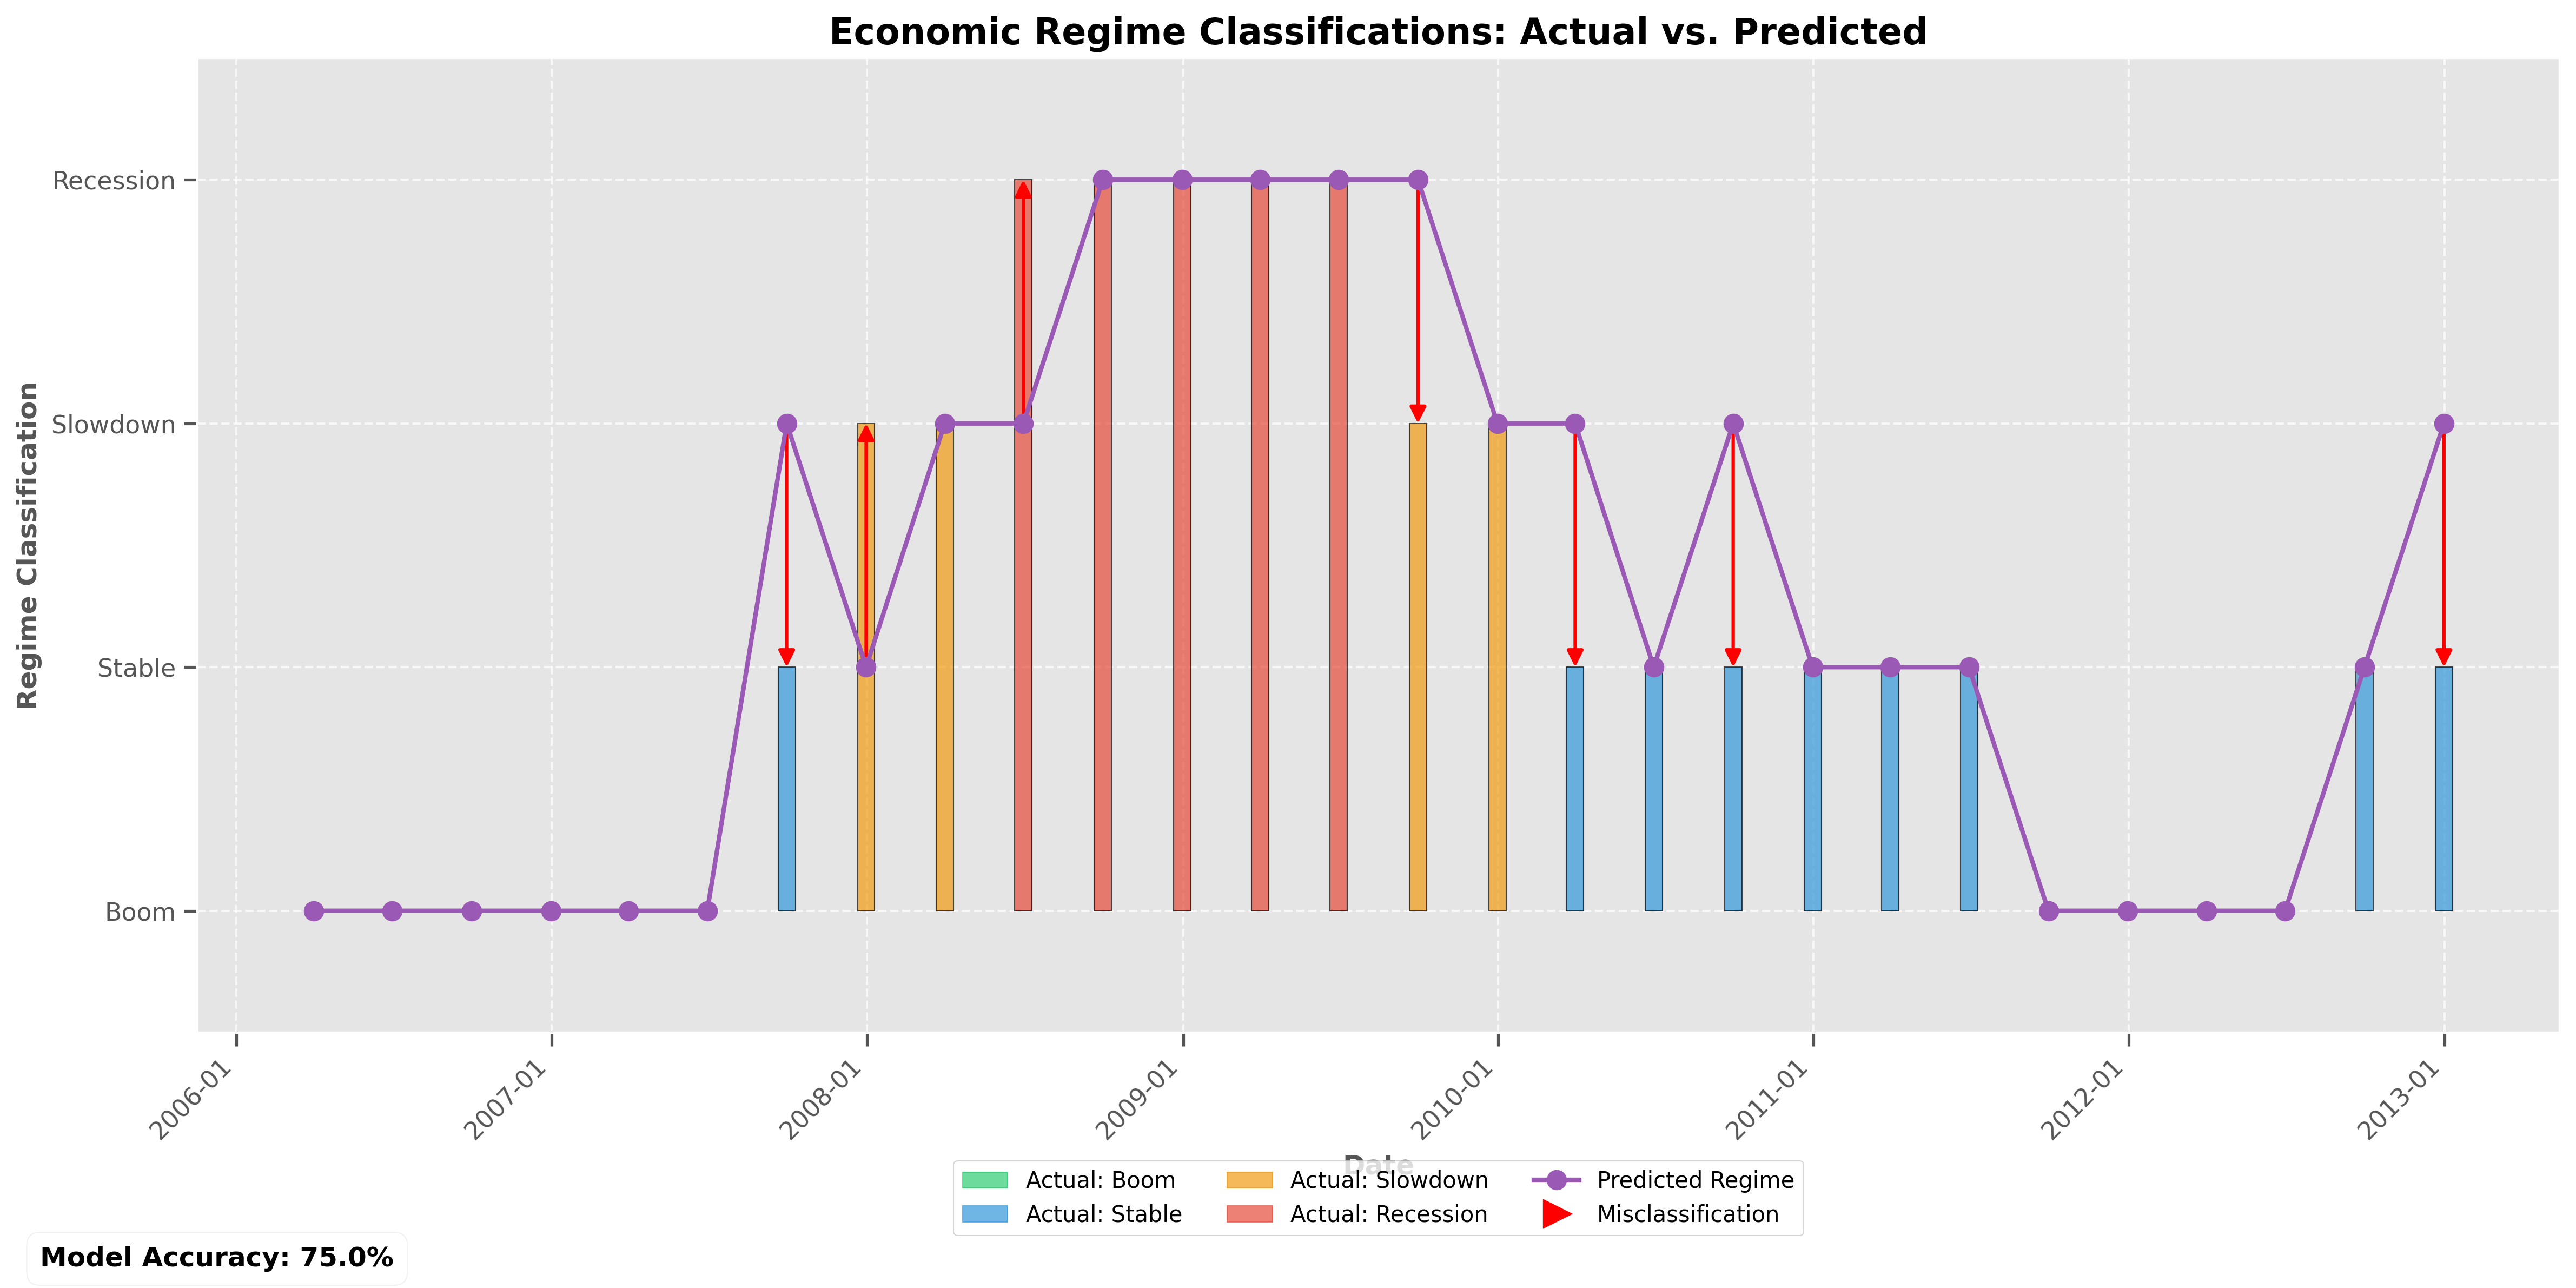 Economic Regime Classifications: Actual vs. Predicted
Regime Classification
Recession
Slowdown
Stable
Boom
2006-01
2007-01
2008-01
2009-01
2010-01
2011-01
2012-01
2013-01
Date
Actual: Boom
Actual: Stable
Actual: Slowdown
Actual: Recession
Predicted Regime
Misclassification
Model Accuracy: 75.0%